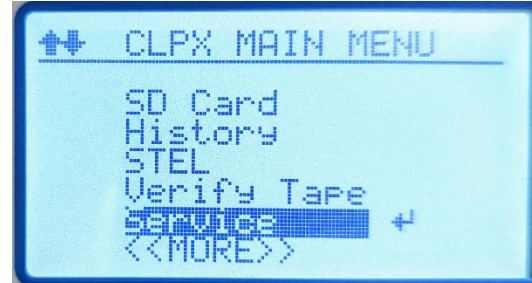 CLPX MAIN MENU
SD Card
History
STEL
Verify Tape
Service
<<MORE>>